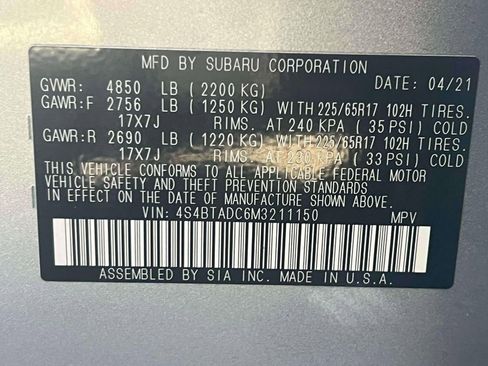 MFD BY SUBARU CORPORATION
GVWR: 4850 LB (2200 KG) DATE: 04/21
GAWR:F 2756 LB (1250 KG) WITH 225/65R17 102H TIRES.
17X7J RIMS. AT 240 KPA (35 PSI) COLD
GAWR:R 2690 LB (1220 KG) WITH 225/65R17 102H TIRES.
17X7J RIMS. AT 230 KPA (33 PSI) COLD
THIS VEHICLE CONFORMS TO ALL APPLICABLE FEDERAL MOTOR
VEHICLE SAFETY AND THEFT PREVENTION STANDARDS
IN EFFECT ON THE DATE OF MANUFACTURE SHOWN ABOVE.
VIN: 4S4BTADC6M3211150 MPV
ASSEMBLED BY SIA INC. MADE IN U.S.A.